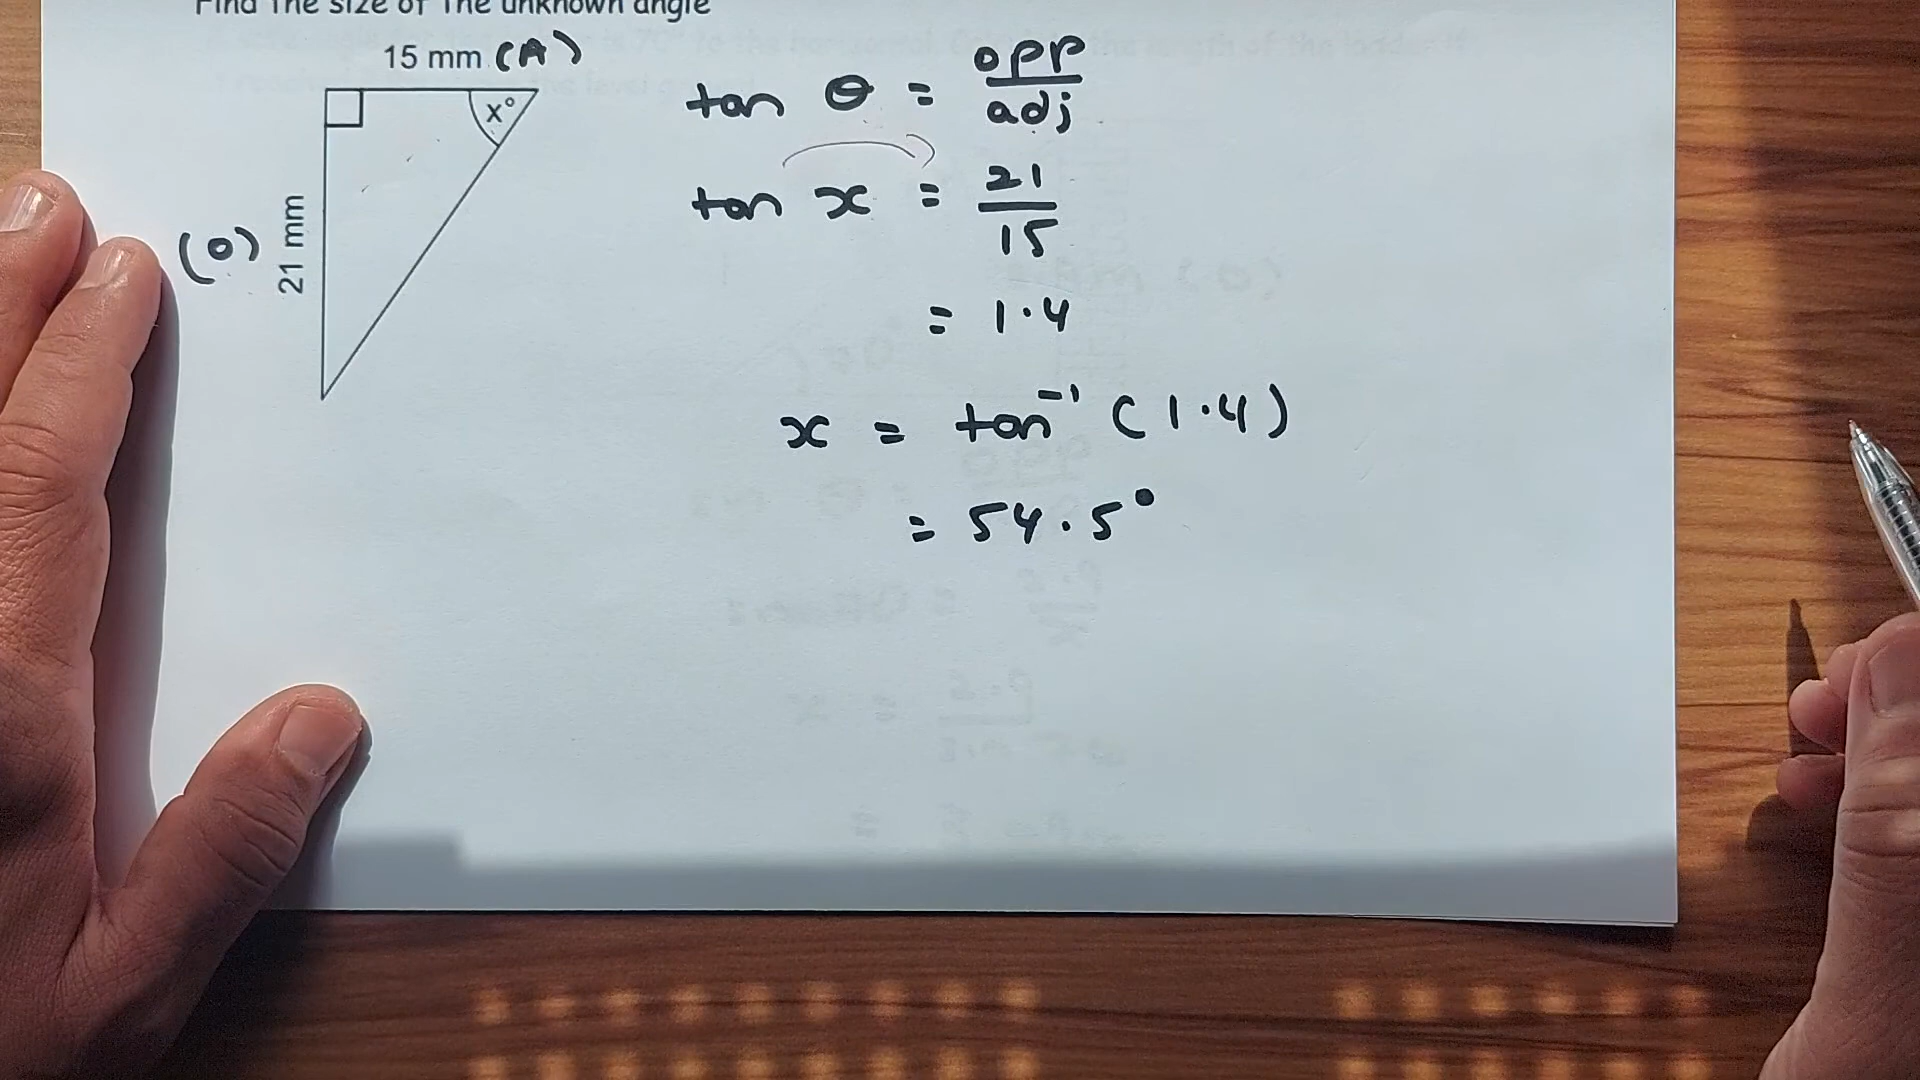 Find the size of the unknown angle
15 mm (A)
x°
(O) 21 mm
tan θ = opp/adj
tan x = 21/15
= 1.4
x = tan⁻¹ (1.4)
= 54.5°